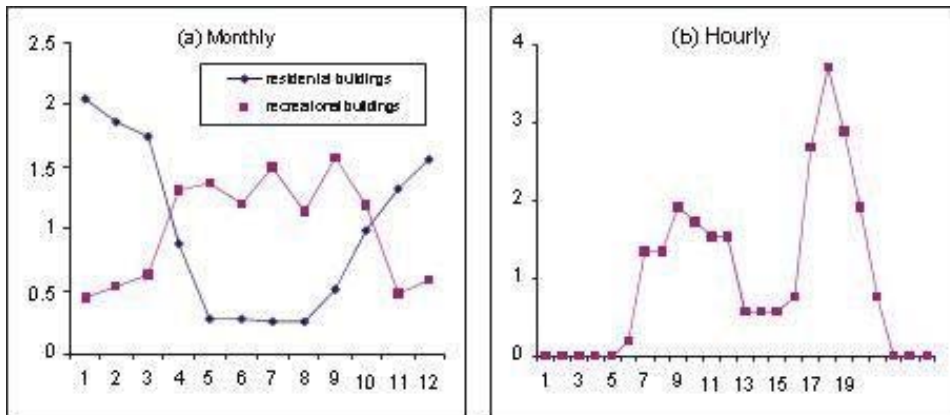 (a) Monthly
2.5
residential buildings
recreational buildings
2
1.5
1
0.5
0
1 2 3 4 5 6 7 8 9 10 11 12
(b) Hourly
4
3
2
1
0
1 3 5 7 9 11 13 15 17 19